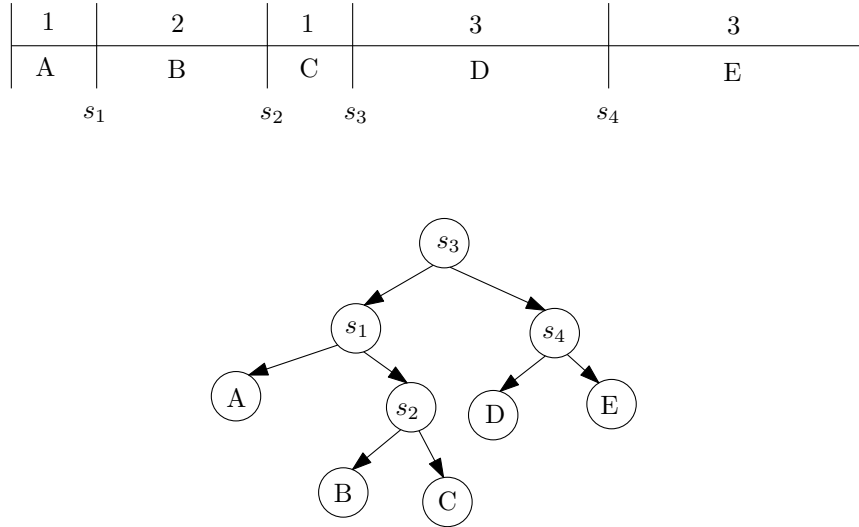 1 2 1 3 3
A B C D E
s₁ s₂ s₃ s₄
s₃
s₁ s₄
A s₂ D E
B C